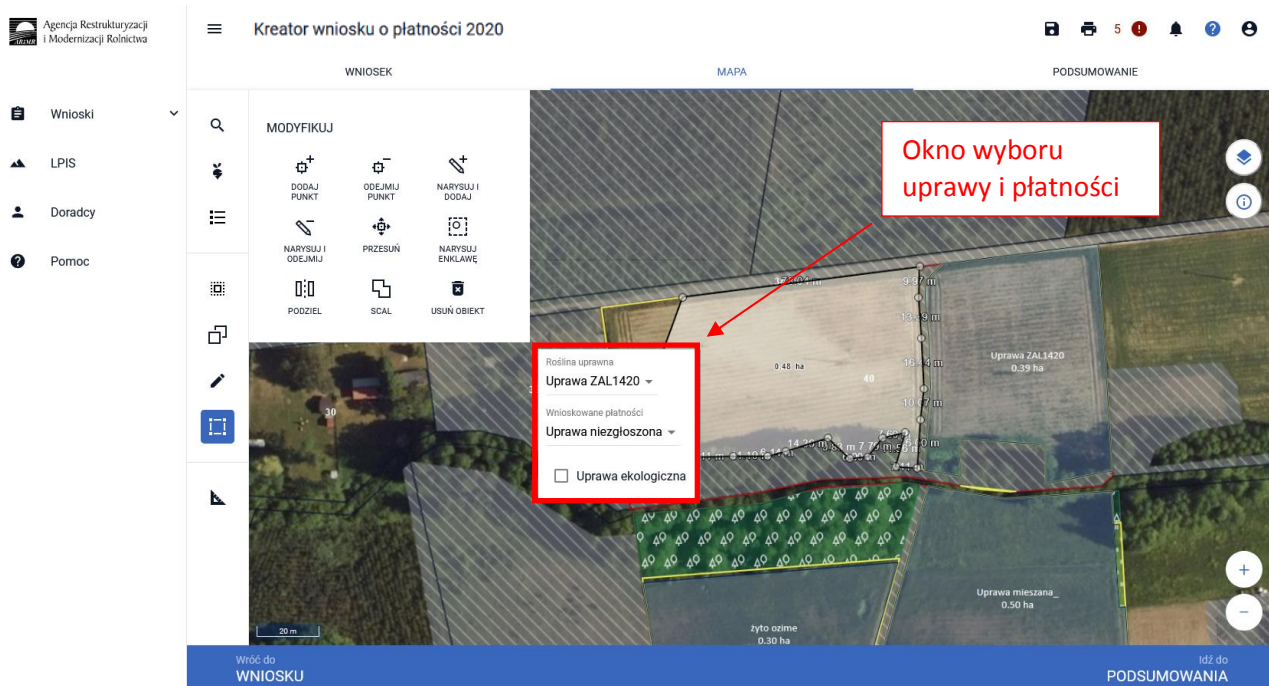 Agencja Restrukturyzacji
i Modernizacji Rolnictwa
ARiMR
Kreator wniosku o płatności 2020
5
WNIOSEK
MAPA
PODSUMOWANIE
Wnioski
LPIS
Doradcy
Pomoc
MODYFIKUJ
DODAJ
PUNKT
ODEJMIJ
PUNKT
NARYSUJ I
DODAJ
NARYSUJ I
ODEJMIJ
PRZESUŃ
NARYSUJ
ENKLAWĘ
PODZIEL
SCAL
USUŃ OBIEKT
Okno wyboru
uprawy i płatności
Roślina uprawna
Uprawa ZAL1420
Wnioskowane płatności
Uprawa niezgłoszona
Uprawa ekologiczna
30
0.48 ha
40
Uprawa ZAL1420
0.39 ha
Uprawa mieszana_
0.50 ha
żyto ozime
0.30 ha
20 m
Wróć do
WNIOSKU
Idź do
PODSUMOWANIA